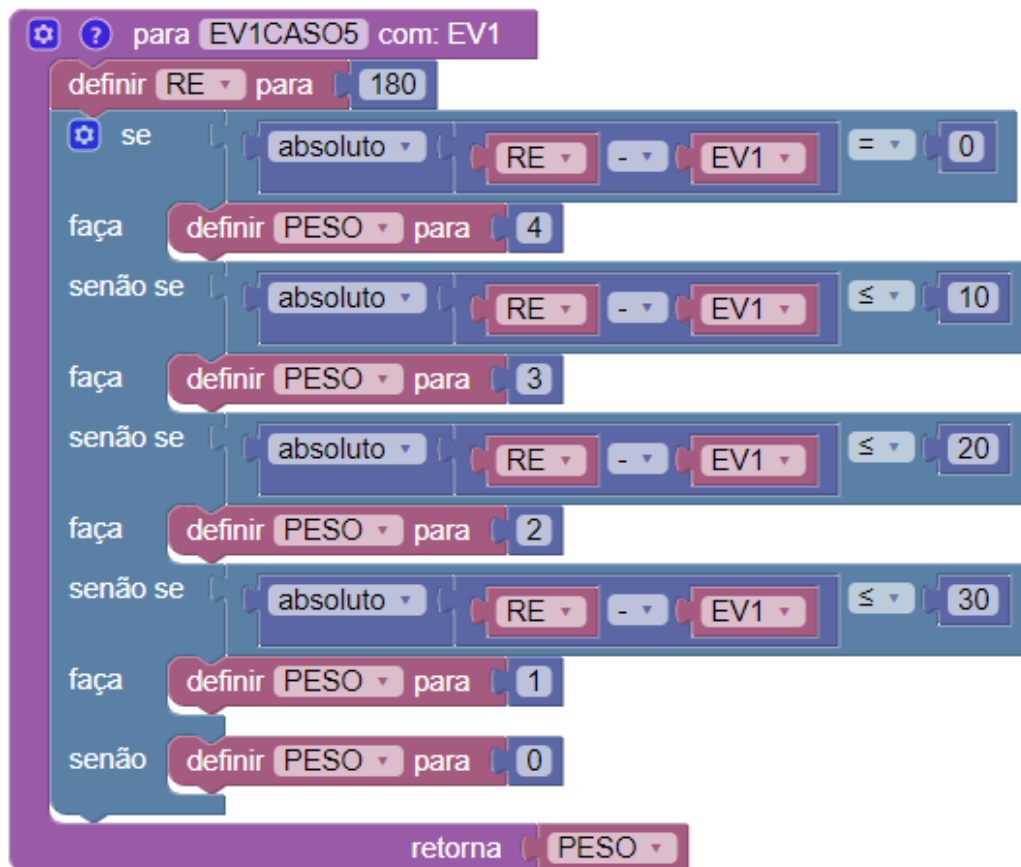 ? para EV1CASO5 com: EV1
definir RE para 180
se absoluto RE - EV1 = 0
faça definir PESO para 4
senão se absoluto RE - EV1 ≤ 10
faça definir PESO para 3
senão se absoluto RE - EV1 ≤ 20
faça definir PESO para 2
senão se absoluto RE - EV1 ≤ 30
faça definir PESO para 1
senão definir PESO para 0
retorna PESO